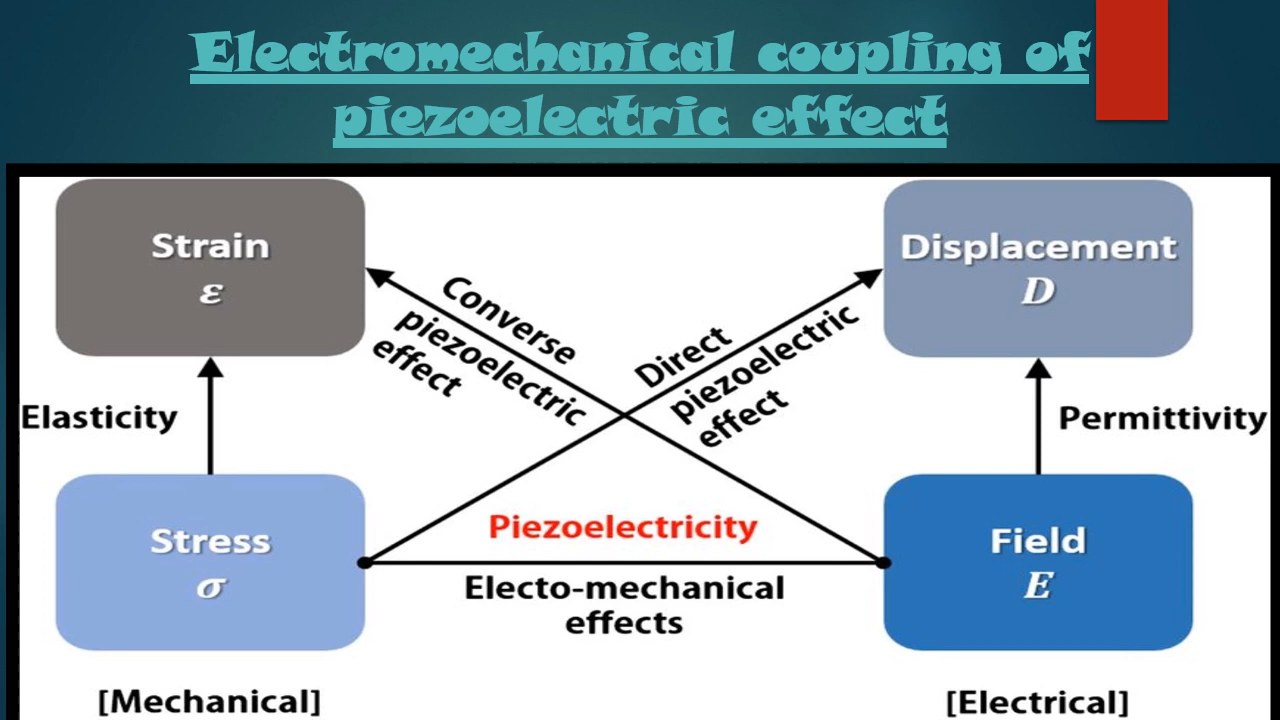 Electromechanical coupling of
piezoelectric effect
Strain
ε
Displacement
D
Converse
piezoelectric
effect
Direct
piezoelectric
effect
Elasticity
Permittivity
Stress
σ
Piezoelectricity
Electo-mechanical
effects
Field
E
[Mechanical]
[Electrical]